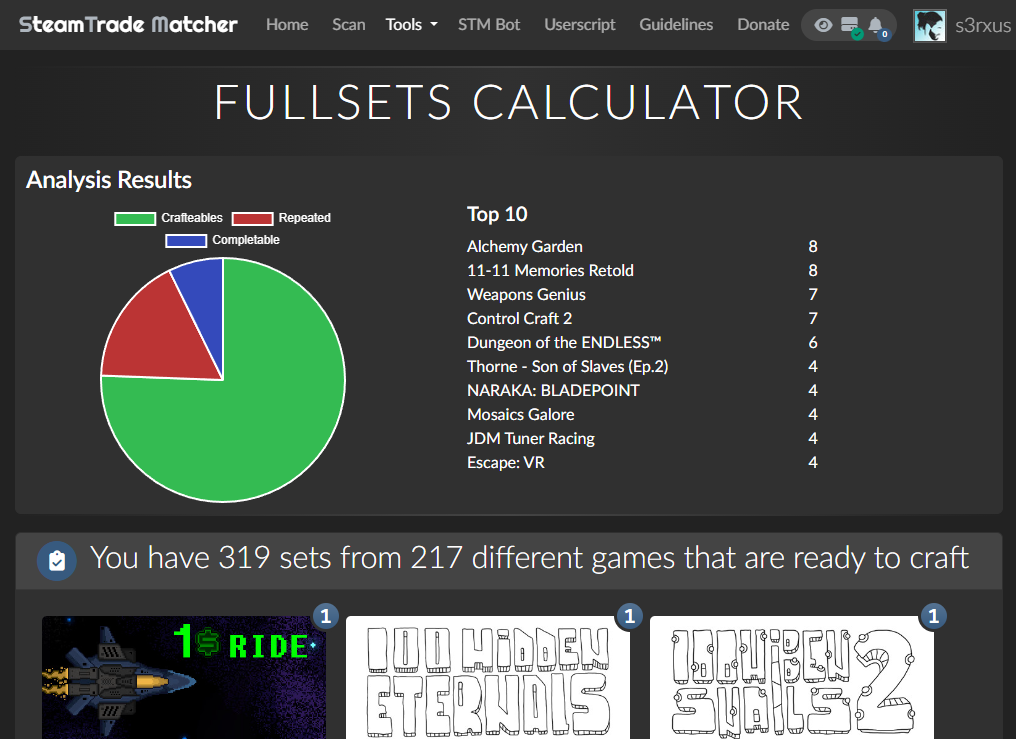 SteamTrade Matcher Home Scan Tools STM Bot Userscript Guidelines Donate 0 s3rxus
FULLSETS CALCULATOR
Analysis Results
Crafteables Repeated
Completable
Top 10
Alchemy Garden 8
11-11 Memories Retold 8
Weapons Genius 7
Control Craft 2 7
Dungeon of the ENDLESS™ 6
Thorne - Son of Slaves (Ep.2) 4
NARAKA: BLADEPOINT 4
Mosaics Galore 4
JDM Tuner Racing 4
Escape: VR 4
You have 319 sets from 217 different games that are ready to craft
1 1 1
1$ RIDE
100 HIDDEN
ETERNALS
100 HIDDEN
SNAILS 2